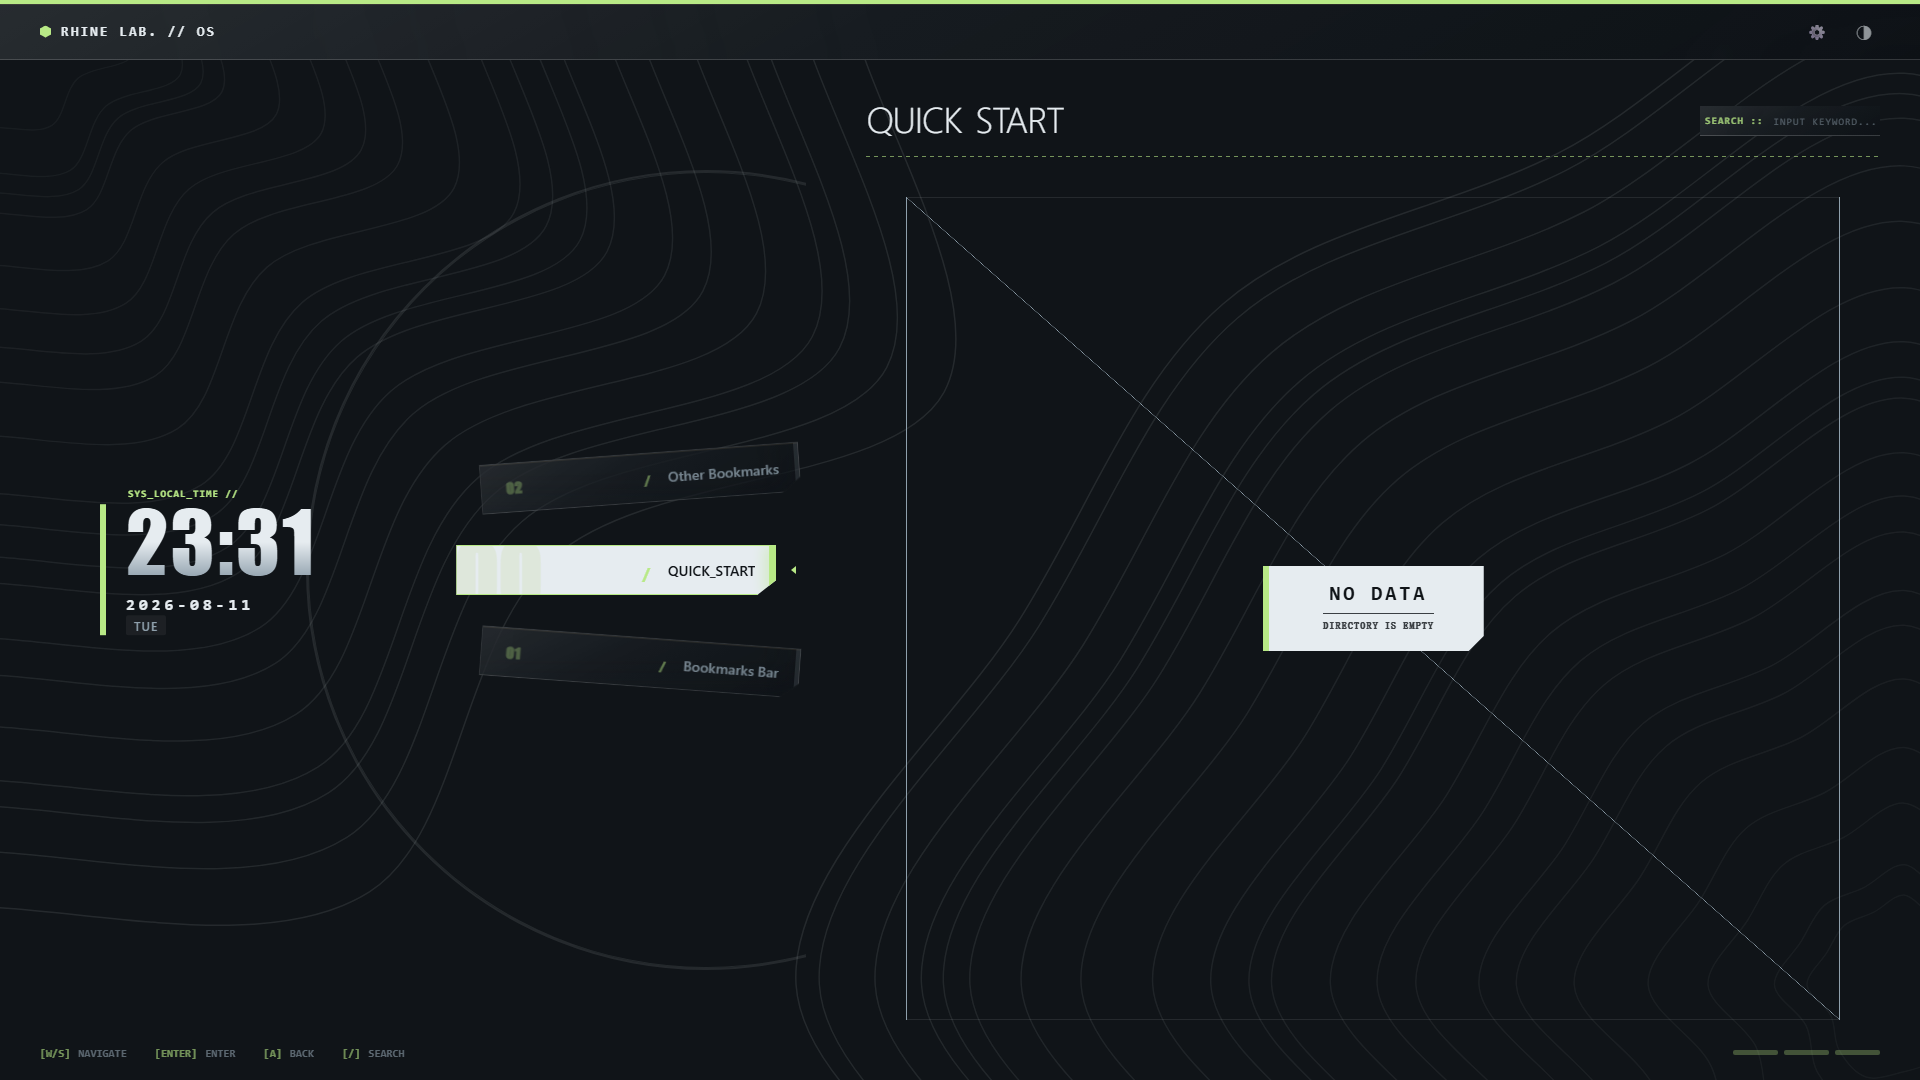 RHINE LAB. // OS
QUICK START
SEARCH :: INPUT KEYWORD...
02 / Other Bookmarks
SYS_LOCAL_TIME //
23:31
2026-08-11
TUE
/ QUICK_START
01 / Bookmarks Bar
NO DATA
DIRECTORY IS EMPTY
[W/S] NAVIGATE [ENTER] ENTER [A] BACK [/] SEARCH